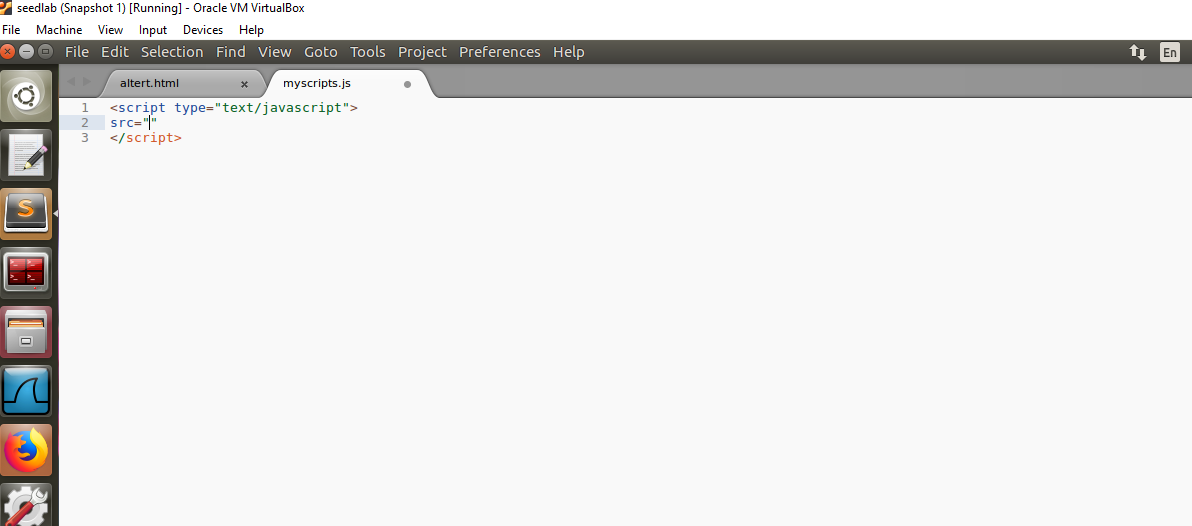 seedlab (Snapshot 1) [Running] - Oracle VM VirtualBox
File Machine View Input Devices Help
File Edit Selection Find View Goto Tools Project Preferences Help
En
altert.html x myscripts.js
1 <script type="text/javascript">
2 src=""
3 </script>
S